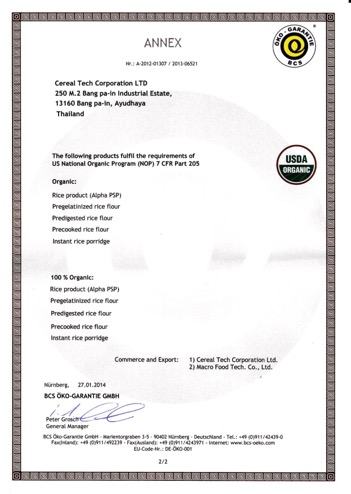 ANNEX
ÖKO - GARANTIE
BCS
Nr.: A-2012-01307 / 2013-06521
Cereal Tech Corporation LTD
250 M.2 Bang pa-in Industrial Estate,
13160 Bang pa-in, Ayudhaya
Thailand
The following products fulfil the requirements of
US National Organic Program (NOP) 7 CFR Part 205
USDA
ORGANIC
Organic:
Rice product (Alpha PSP)
Pregelatinized rice flour
Predigested rice flour
Precooked rice flour
Instant rice porridge
100 % Organic:
Rice product (Alpha PSP)
Pregelatinized rice flour
Predigested rice flour
Precooked rice flour
Instant rice porridge
Commerce and Export: 1) Cereal Tech Corporation Ltd.
2) Macro Food Tech. Co., Ltd.
Nürnberg, 27.01.2014
BCS ÖKO-GARANTIE GMBH
Peter Grosch
General Manager
BCS Öko-Garantie GmbH - Marientorgraben 3-5 - 90402 Nürnberg - Deutschland - Tel.: +49 (0)911/42439-0
Fax(Inland): +49 (0)911/492239 - Fax(Ausland): +49 (0)911/4243971 - Internet: www.bcs-oeko.com
EU-Code-Nr.: DE-ÖKO-001
2/2